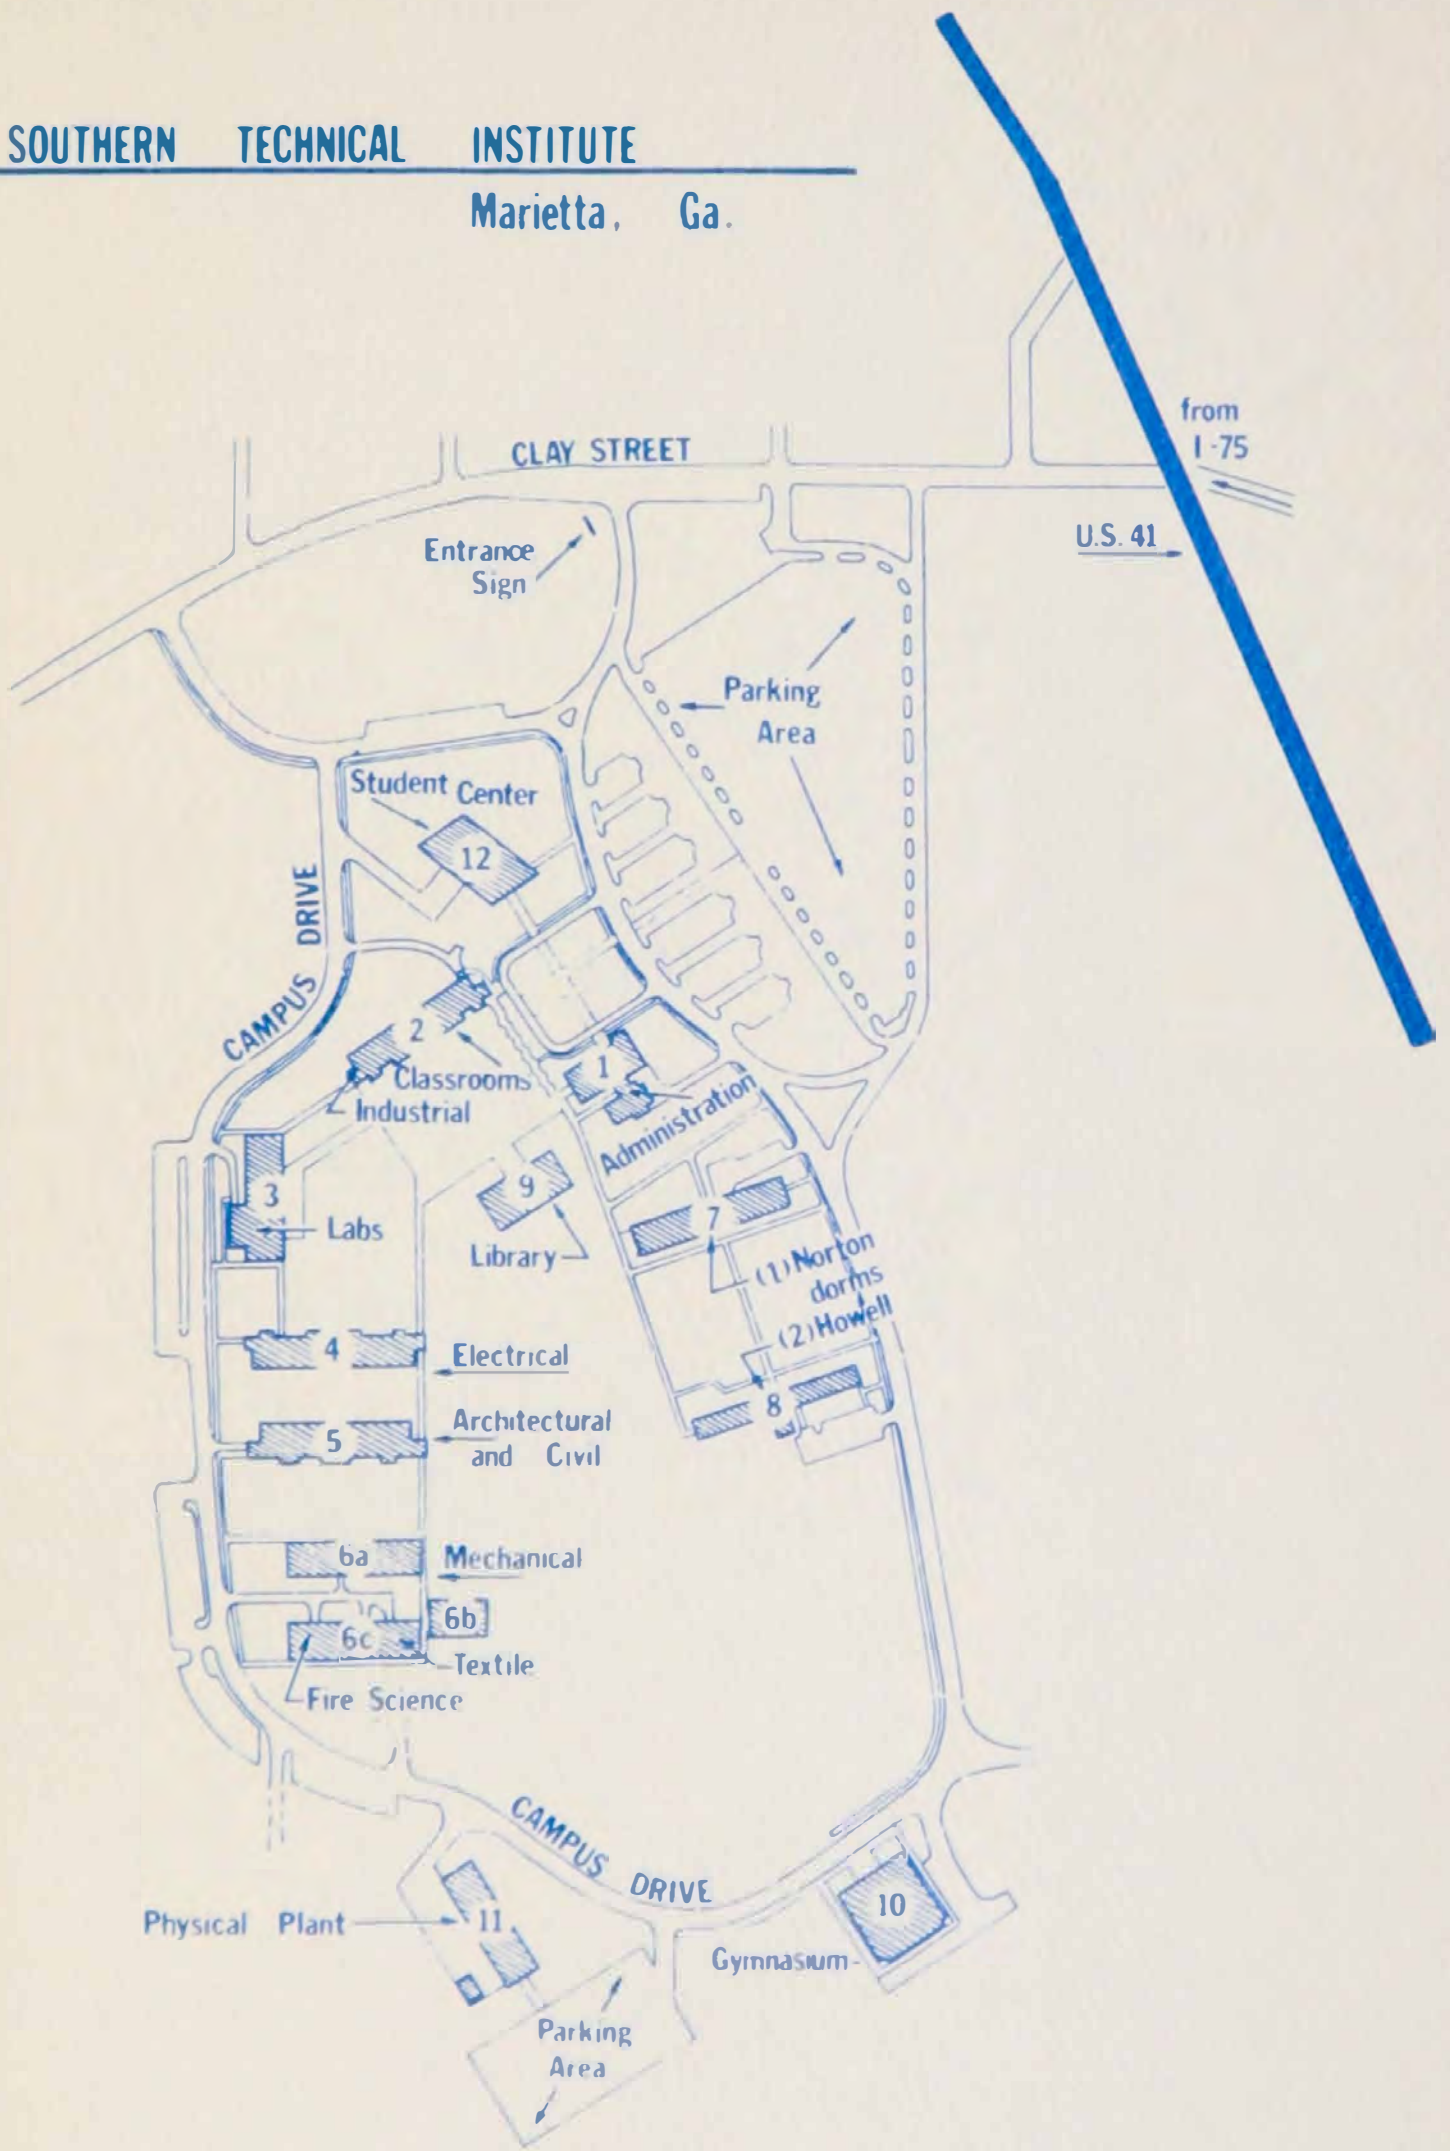 SOUTHERN TECHNICAL INSTITUTE
Marietta, Ga.
from
I-75
CLAY STREET
U.S. 41
Entrance
Sign
Parking
Area
Student Center
12
CAMPUS DRIVE
2
Classrooms
Industrial
1
Administration
3
Labs
9
Library
7
(1) Norton
dorms
(2) Howell
8
4
Electrical
5
Architectural
and Civil
6a
Mechanical
6b
6c
Textile
Fire Science
CAMPUS DRIVE
10
Gymnasium
Physical Plant
11
Parking
Area